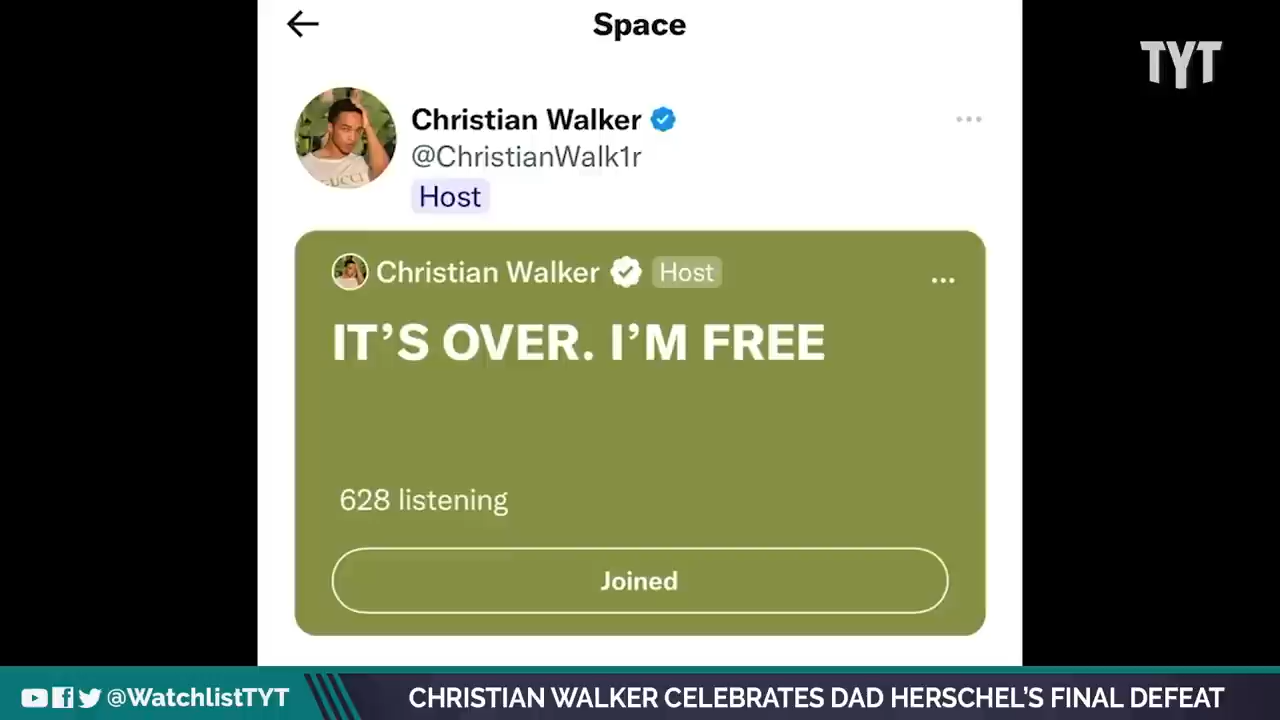 Space
TYT
Christian Walker
@ChristianWalk1r
Host
GUCCI
Christian Walker Host
IT’S OVER. I’M FREE
628 listening
Joined
@WatchlistTYT
CHRISTIAN WALKER CELEBRATES DAD HERSCHEL’S FINAL DEFEAT